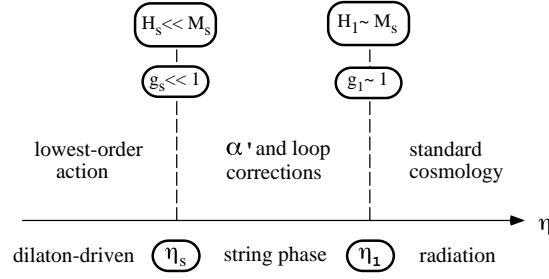 H_s << M_s H_1 ~ M_s
g_s << 1 g_1 ~ 1
lowest-order α' and loop standard
action corrections cosmology
η
dilaton-driven η_s string phase η_1 radiation